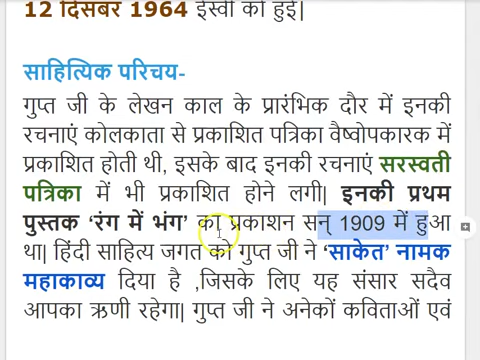 12 दिसंबर 1964 ईस्वी को हुई|
साहित्यिक परिचय-
गुप्त जी के लेखन काल के प्रारंभिक दौर में इनकी
रचनाएं कोलकाता से प्रकाशित पत्रिका वैष्वोपकारक में
प्रकाशित होती थी, इसके बाद इनकी रचनाएं सरस्वती
पत्रिका में भी प्रकाशित होने लगी| इनकी प्रथम
पुस्तक ‘रंग में भंग’ का प्रकाशन सन् 1909 में हुआ
था| हिंदी साहित्य जगत को गुप्त जी ने ‘साकेत’ नामक
महाकाव्य दिया है ,जिसके लिए यह संसार सदैव
आपका ऋणी रहेगा| गुप्त जी ने अनेकों कविताओं एवं